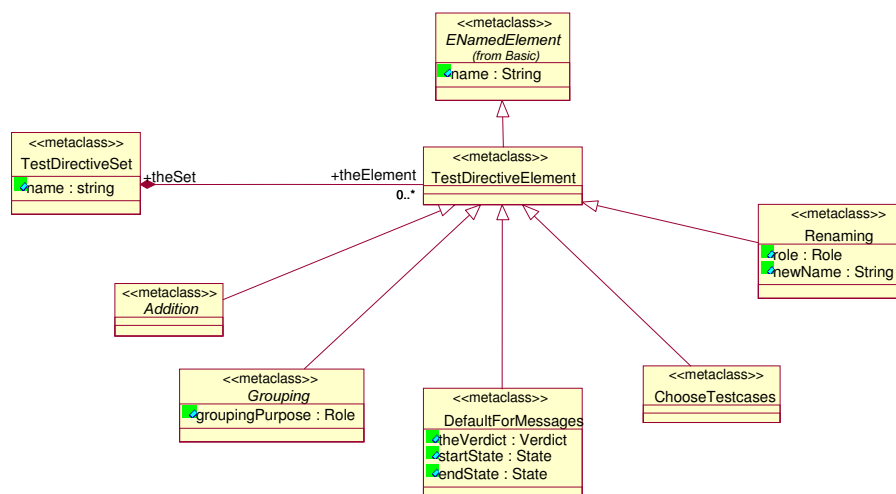 <<metaclass>>
ENamedElement
(from Basic)
name : String
<<metaclass>>
TestDirectiveSet
name : string
+theSet
+theElement
0..*
<<metaclass>>
TestDirectiveElement
<<metaclass>>
Renaming
role : Role
newName : String
<<metaclass>>
Addition
<<metaclass>>
Grouping
groupingPurpose : Role
<<metaclass>>
DefaultForMessages
theVerdict : Verdict
startState : State
endState : State
<<metaclass>>
ChooseTestcases